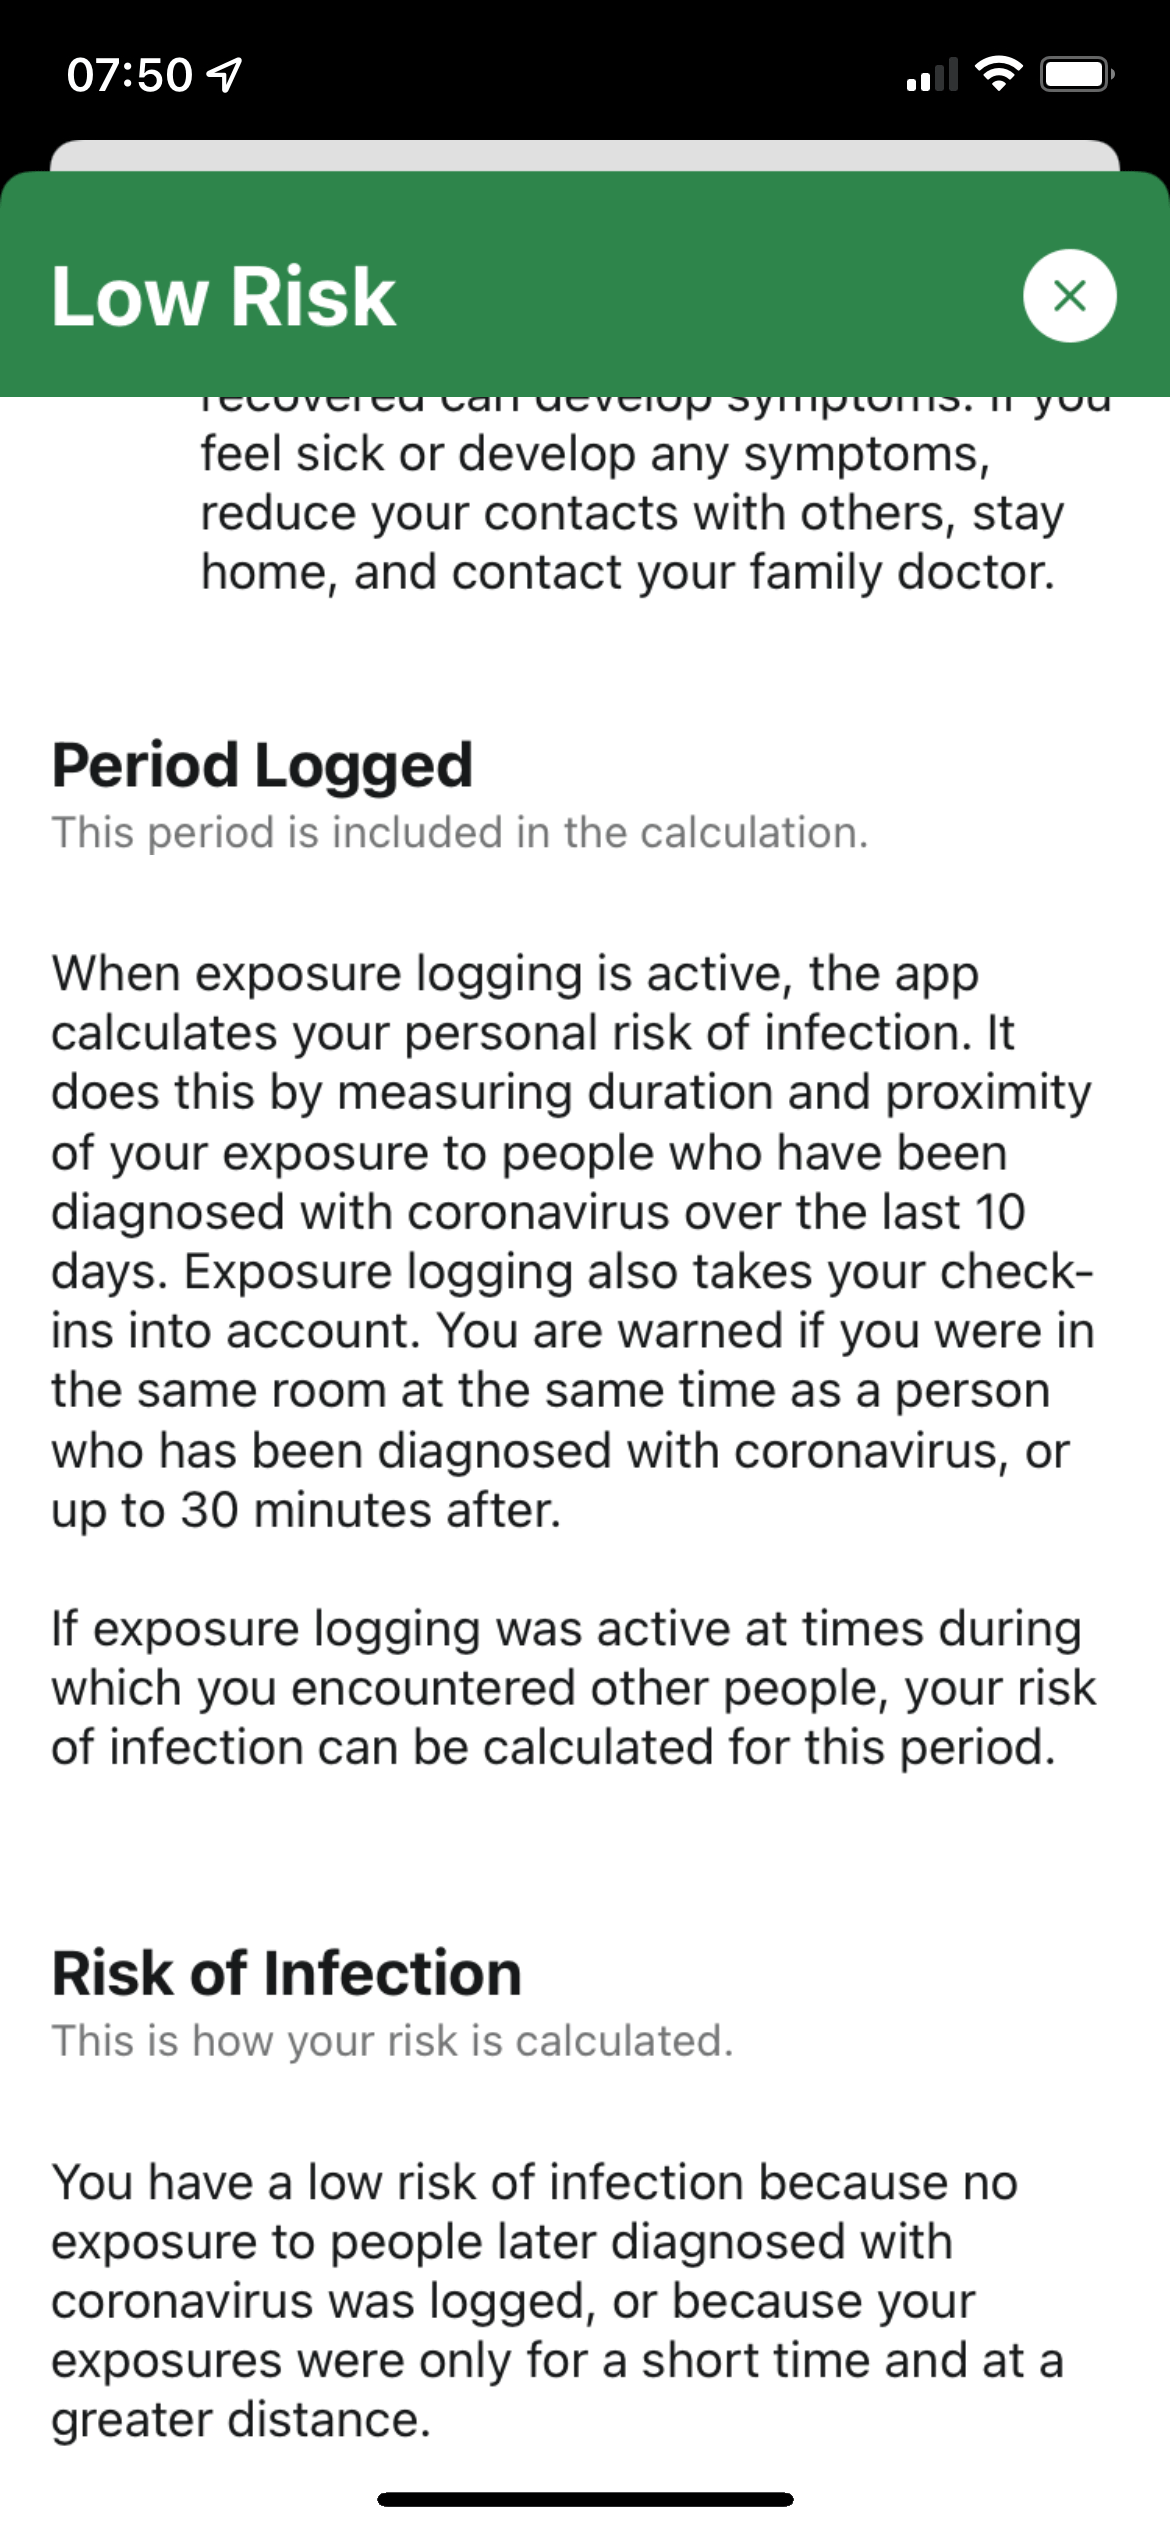 07:50
Low Risk
recovered can develop symptoms. If you
feel sick or develop any symptoms,
reduce your contacts with others, stay
home, and contact your family doctor.
Period Logged
This period is included in the calculation.
When exposure logging is active, the app
calculates your personal risk of infection. It
does this by measuring duration and proximity
of your exposure to people who have been
diagnosed with coronavirus over the last 10
days. Exposure logging also takes your check-
ins into account. You are warned if you were in
the same room at the same time as a person
who has been diagnosed with coronavirus, or
up to 30 minutes after.
If exposure logging was active at times during
which you encountered other people, your risk
of infection can be calculated for this period.
Risk of Infection
This is how your risk is calculated.
You have a low risk of infection because no
exposure to people later diagnosed with
coronavirus was logged, or because your
exposures were only for a short time and at a
greater distance.